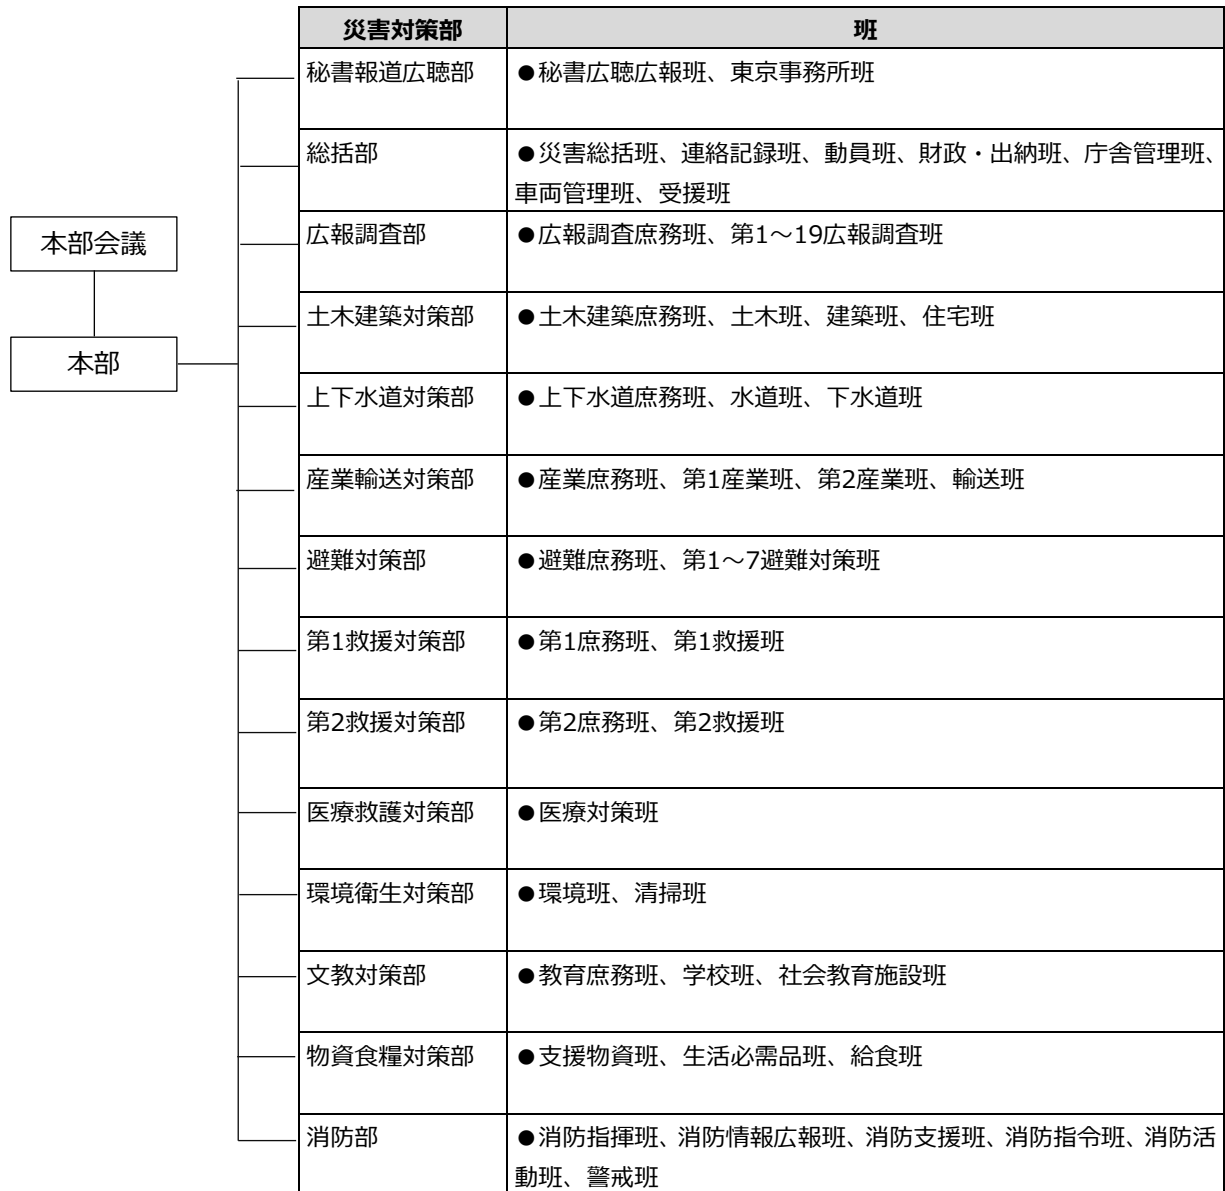 災害対策部 班
秘書報道広聴部 ●秘書広聴広報班、東京事務所班
総括部 ●災害総括班、連絡記録班、動員班、財政・出納班、庁舎管理班、
車両管理班、受援班
本部会議
広報調査部 ●広報調査庶務班、第1～19広報調査班
土木建築対策部 ●土木建築庶務班、土木班、建築班、住宅班
本部
上下水道対策部 ●上下水道庶務班、水道班、下水道班
産業輸送対策部 ●産業庶務班、第1産業班、第2産業班、輸送班
避難対策部 ●避難庶務班、第1～7避難対策班
第1救援対策部 ●第1庶務班、第1救援班
第2救援対策部 ●第2庶務班、第2救援班
医療救護対策部 ●医療対策班
環境衛生対策部 ●環境班、清掃班
文教対策部 ●教育庶務班、学校班、社会教育施設班
物資食糧対策部 ●支援物資班、生活必需品班、給食班
消防部 ●消防指揮班、消防情報広報班、消防支援班、消防指令班、消防活
動班、警戒班